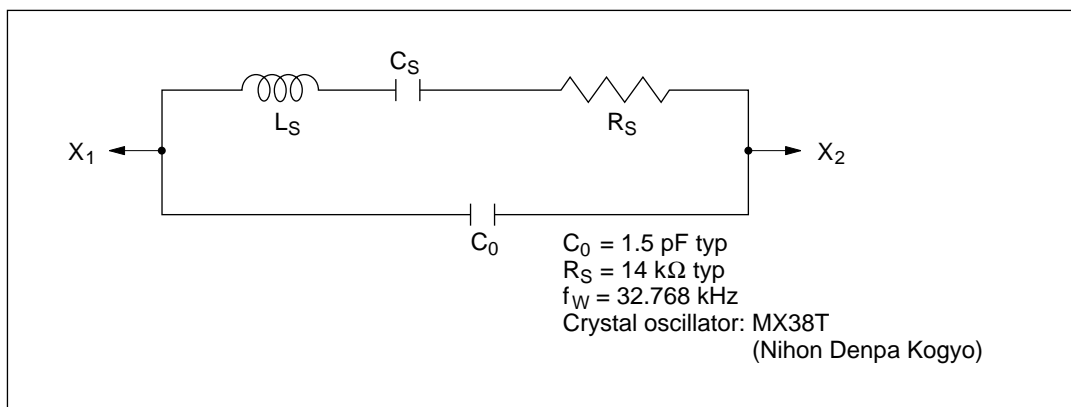 C_S
L_S
R_S
X_1
X_2
C_0
C_0 = 1.5 pF typ
R_S = 14 kΩ typ
f_W = 32.768 kHz
Crystal oscillator: MX38T
(Nihon Denpa Kogyo)